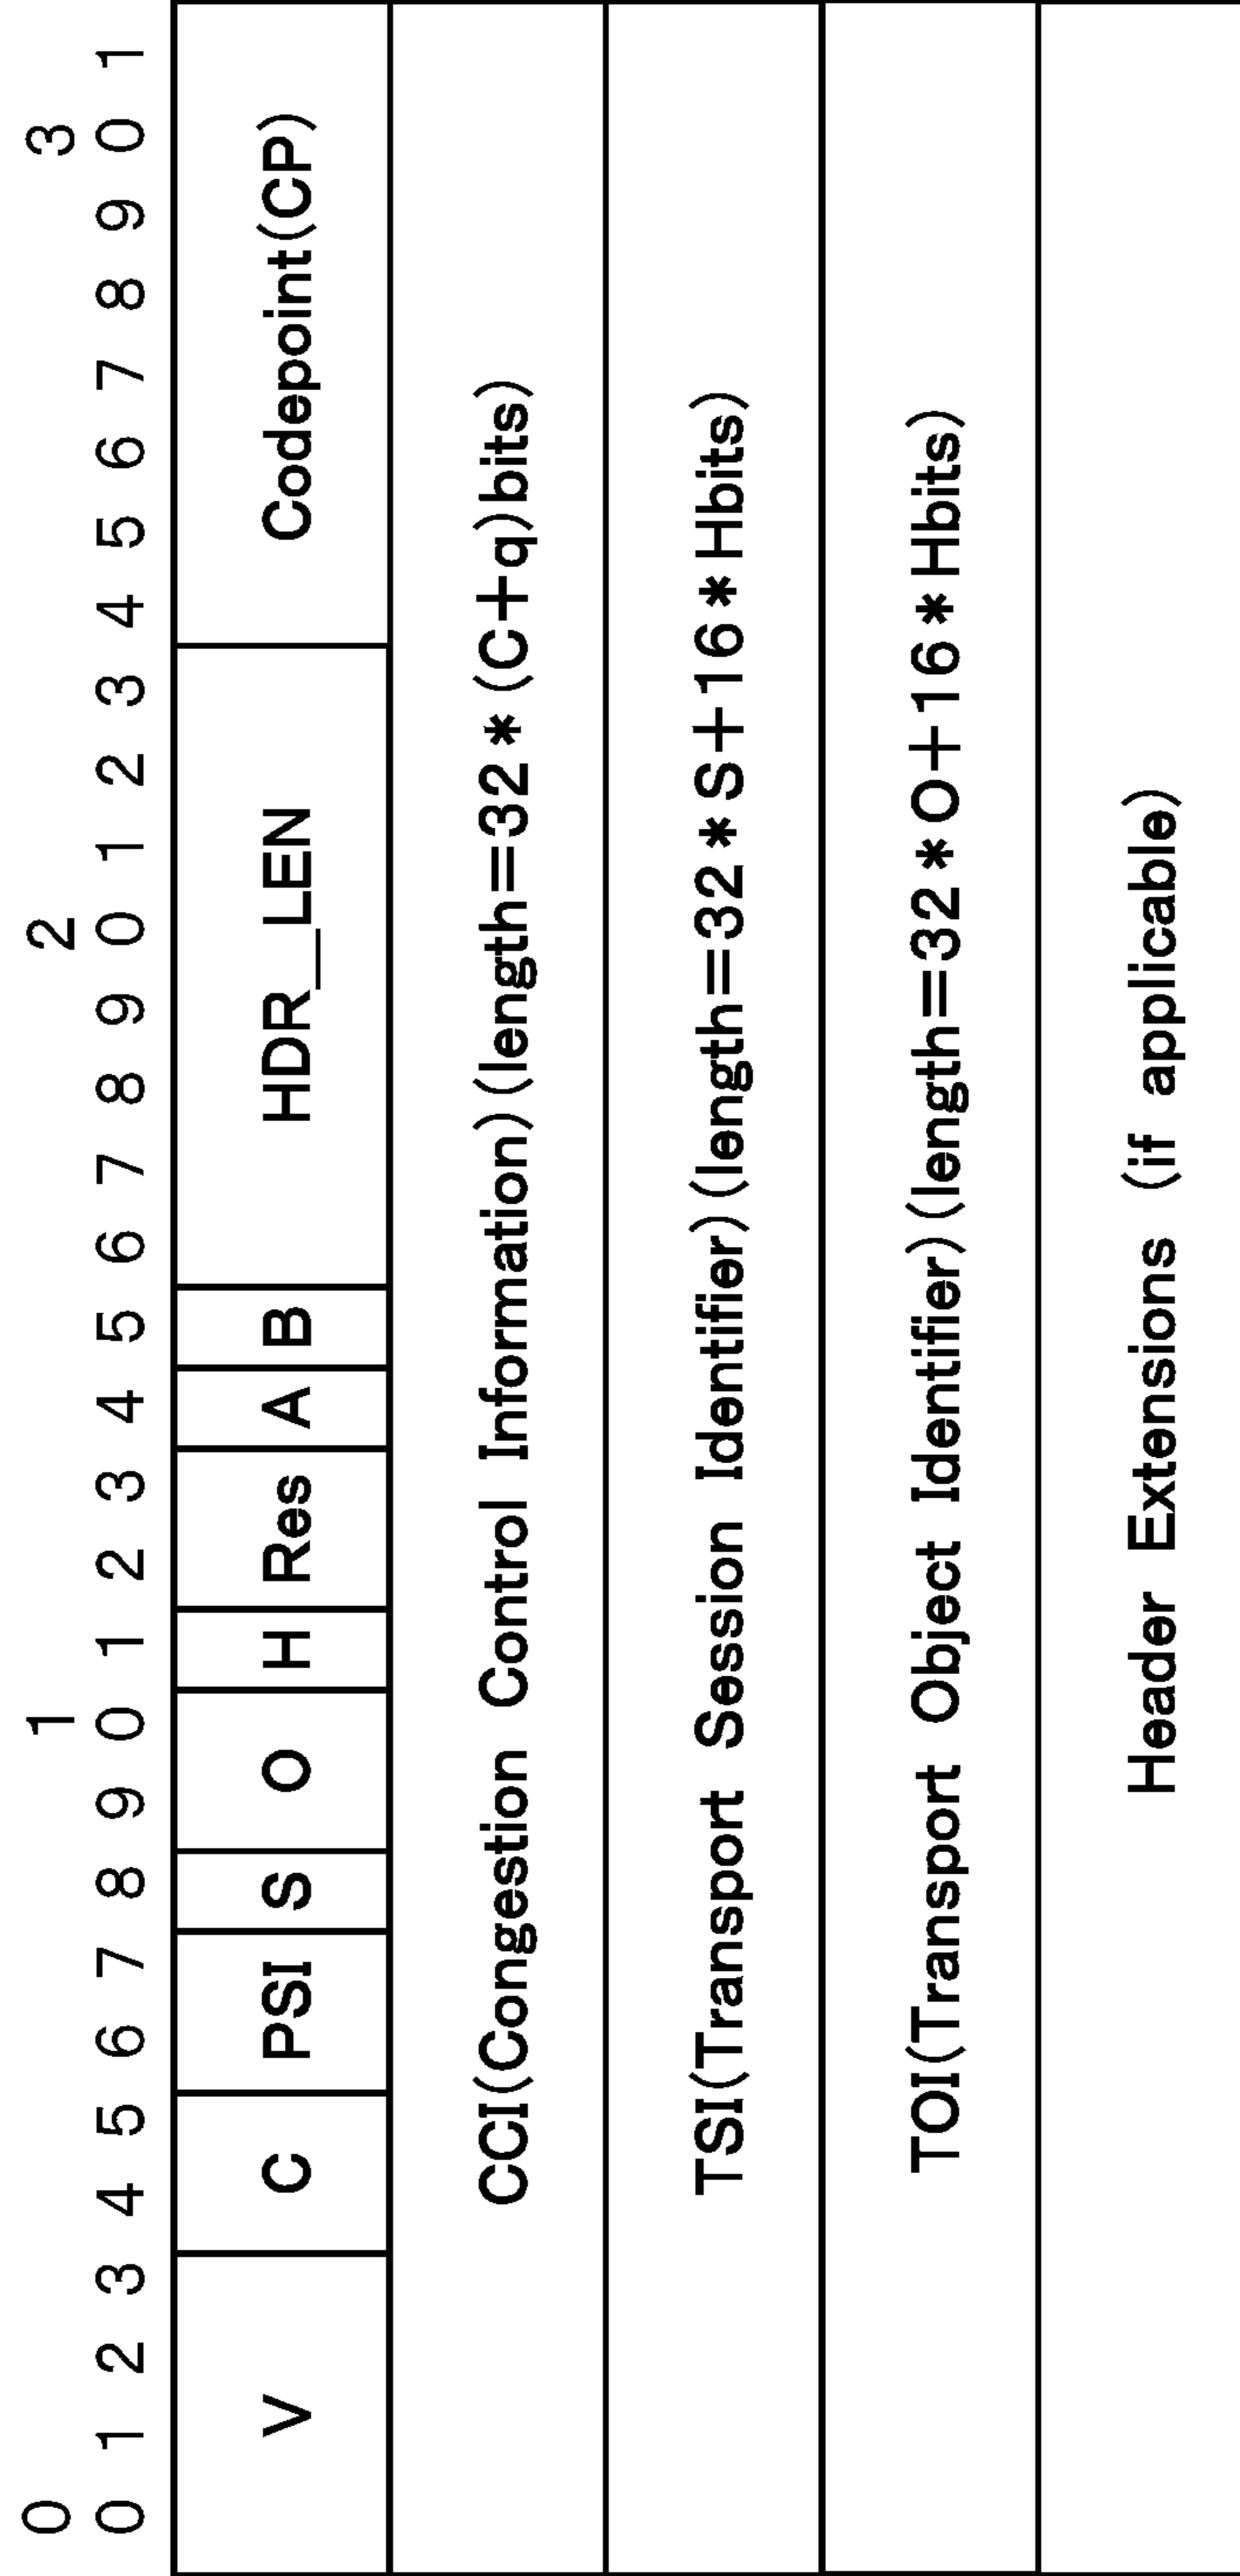 0 1 2 3
0 1 2 3 4 5 6 7 8 9 0 1 2 3 4 5 6 7 8 9 0 1 2 3 4 5 6 7 8 9 0 1
V C PSI S O H Res A B HDR_LEN Codepoint(CP)
CCI(Congestion Control Information)(length=32*(C+q)bits)
TSI(Transport Session Identifier)(length=32*S+16*Hbits)
TOI(Transport Object Identifier)(length=32*O+16*Hbits)
Header Extensions (if applicable)